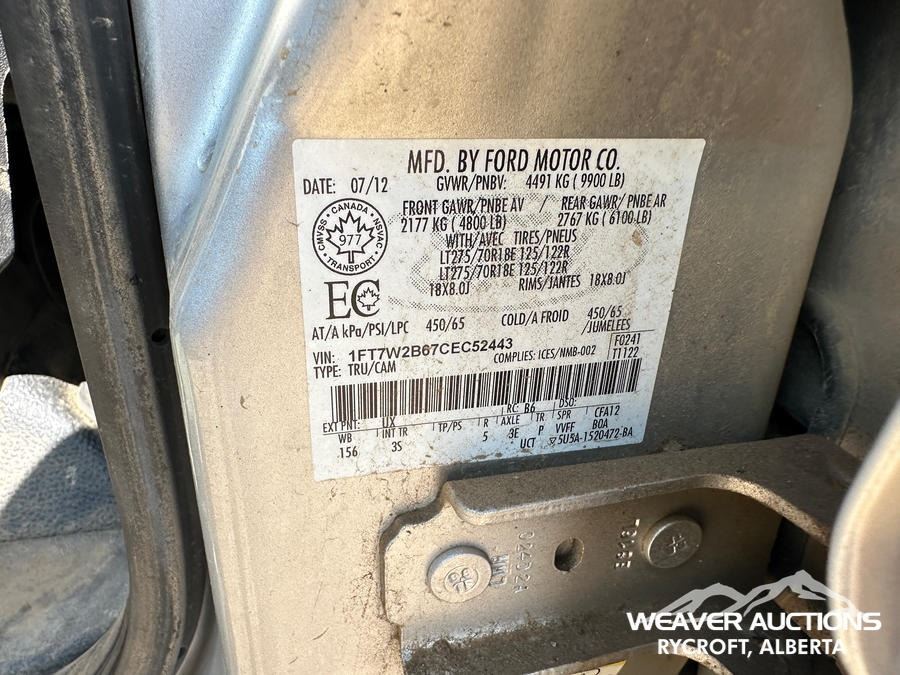 MFD. BY FORD MOTOR CO.
DATE: 07/12 GVWR/PNBV: 4491 KG ( 9900 LB)
FRONT GAWR/PNBE AV / REAR GAWR/ PNBE AR
2177 KG ( 4800 LB) 2767 KG ( 6100 LB)
WITH/AVEC TIRES/PNEUS
LT275/70R18E 125/122R
LT275/70R18E 125/122R
18X8.0J RIMS/JANTES 18X8.0J
CMVSS · CANADA · NSVAC
977
TRANSPORT
EC
AT/A kPa/PSI/LPC 450/65 COLD/A FROID 450/65
/JUMELEES
VIN: 1FT7W2B67CEC52443 F0241
TYPE: TRU/CAM COMPLIES: ICES/NMB-002 T1122
EXT PNT: UX RC: B6 DSO:
WB INT TR TP/PS R AXLE TR SPR CFA12
156 3S 5 3E P VVFF BOA
UCT 5U5A-1520472-BA
WEAVER AUCTIONS
RYCROFT, ALBERTA